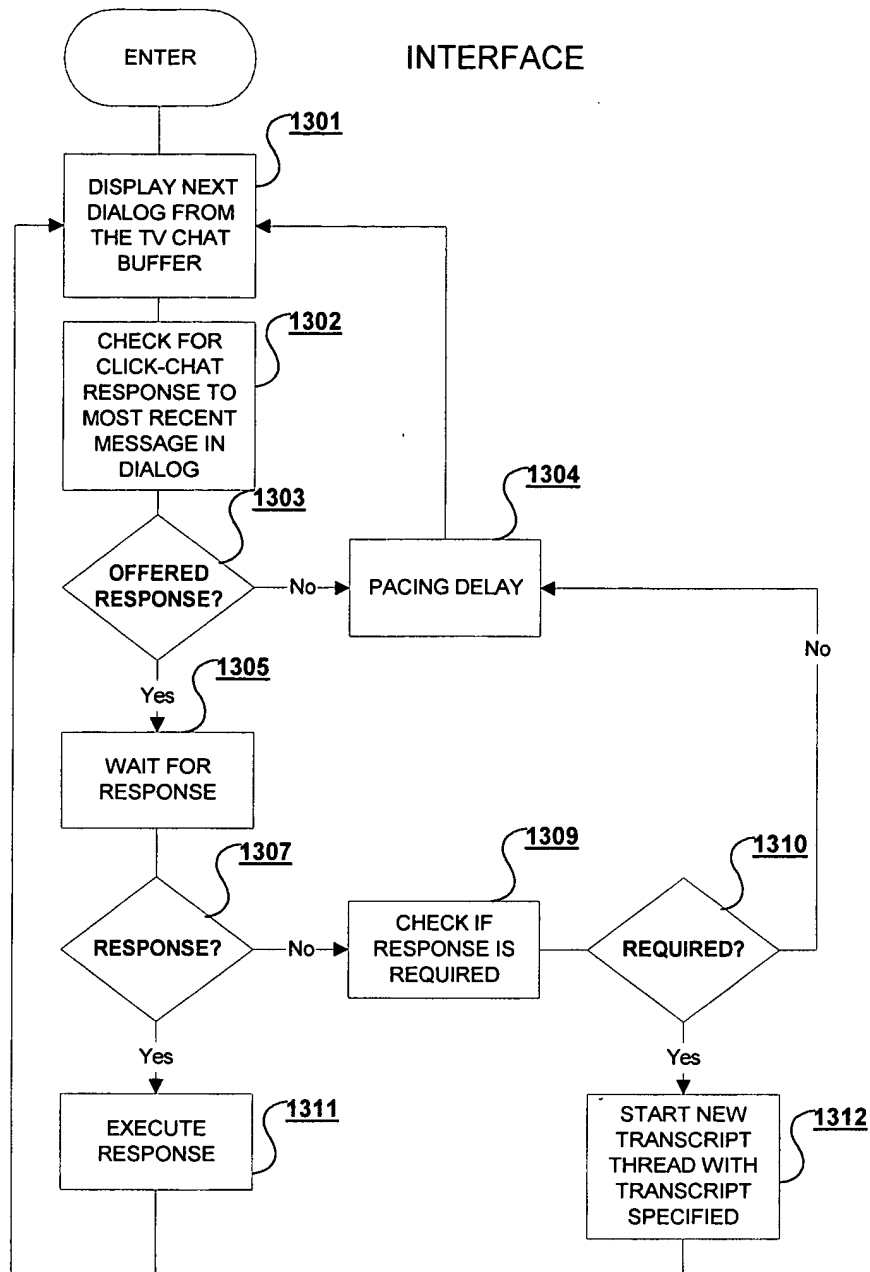 ENTER
INTERFACE
1301
DISPLAY NEXT
DIALOG FROM
THE TV CHAT
BUFFER
1302
CHECK FOR
CLICK-CHAT
RESPONSE TO
MOST RECENT
MESSAGE IN
DIALOG
1303
OFFERED
RESPONSE?
No
1304
PACING DELAY
No
Yes
1305
WAIT FOR
RESPONSE
1307
RESPONSE?
No
1309
CHECK IF
RESPONSE IS
REQUIRED
1310
REQUIRED?
Yes
1311
EXECUTE
RESPONSE
Yes
1312
START NEW
TRANSCRIPT
THREAD WITH
TRANSCRIPT
SPECIFIED